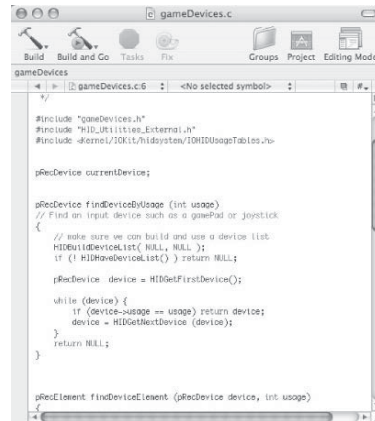 gameDevices.c
Build Build and Go Tasks Fix Groups Project Editing Mode
gameDevices
gameDevices.c:6 <No selected symbol> #
*/
#include "gameDevices.h"
#include "HID_Utilities_External.h"
#include <Kernel/IOKit/hidsystem/IOHIDUsageTables.h>
pRecDevice currentDevice;
pRecDevice findDeviceByUsage (int usage)
// Find an input device such as a gamePad or joystick
{
// make sure we can build and use a device list
HIDBuildDeviceList( NULL, NULL );
if (! HIDHaveDeviceList() ) return NULL;
pRecDevice device = HIDGetFirstDevice();
while (device) {
if (device->usage == usage) return device;
device = HIDGetNextDevice (device);
}
return NULL;
}
pRecElement findDeviceElement (pRecDevice device, int usage)
{